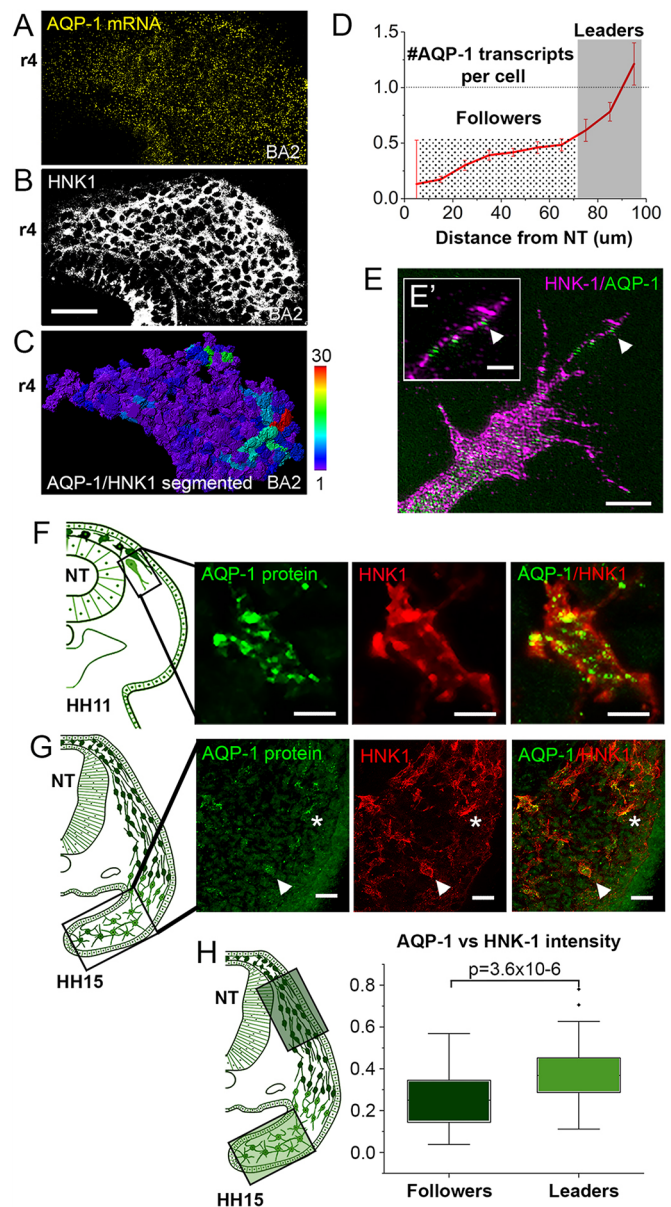 A
AQP-1 mRNA
r4
BA2
B
HNK1
r4
BA2
C
r4
30
1
AQP-1/HNK1 segmented BA2
D
Leaders
#AQP-1 transcripts
per cell
Followers
1.5
1.0
0.5
0.0
0 20 40 60 80 100
Distance from NT (um)
E
HNK-1/AQP-1
E'
F
NT
HH11
AQP-1 protein
HNK1
AQP-1/HNK1
G
NT
HH15
AQP-1 protein
HNK1
AQP-1/HNK1
*
*
*
H
NT
HH15
AQP-1 vs HNK-1 intensity
p=3.6x10-6
0.8
0.6
0.4
0.2
0.0
Followers Leaders